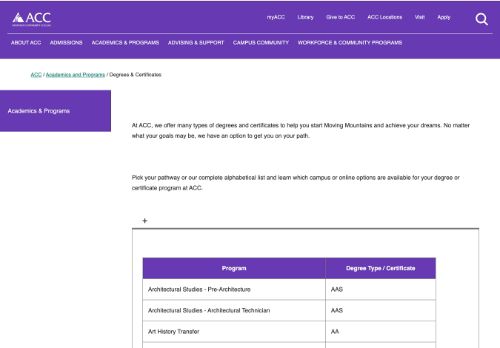 ACC
myACC Library Give to ACC ACC Locations Visit Apply
ABOUT ACC ADMISSIONS ACADEMICS & PROGRAMS ADVISING & SUPPORT CAMPUS COMMUNITY WORKFORCE & COMMUNITY PROGRAMS
ACC / Academics and Programs / Degrees & Certificates
Academics & Programs
At ACC, we offer many types of degrees and certificates to help you start Moving Mountains and achieve your dreams. No matter
what your goals may be, we have an option to get you on your path.
Pick your pathway or our complete alphabetical list and learn which campus or online options are available for your degree or
certificate program at ACC.
+
Program Degree Type / Certificate
Architectural Studies - Pre-Architecture AAS
Architectural Studies - Architectural Technician AAS
Art History Transfer AA